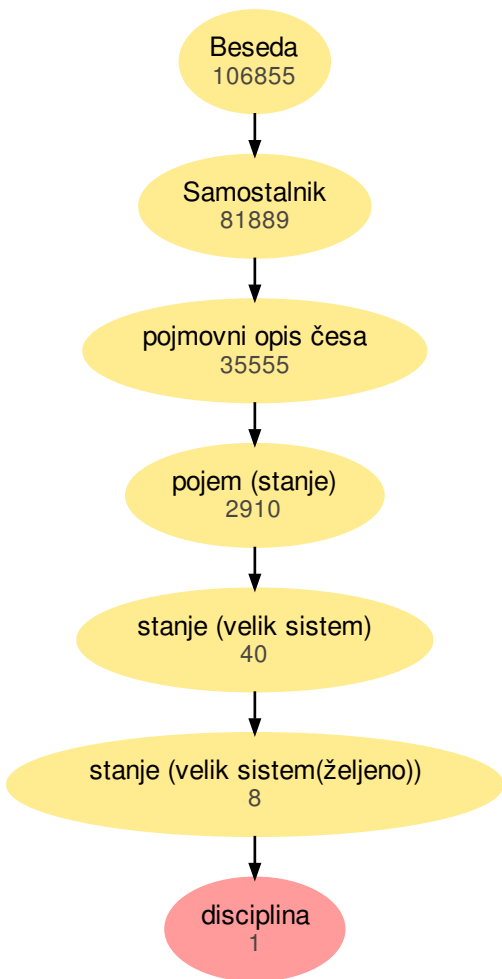 Beseda
106855
Samostalnik
81889
pojmovni opis česa
35555
pojem (stanje)
2910
stanje (velik sistem)
40
stanje (velik sistem(željeno))
8
disciplina
1